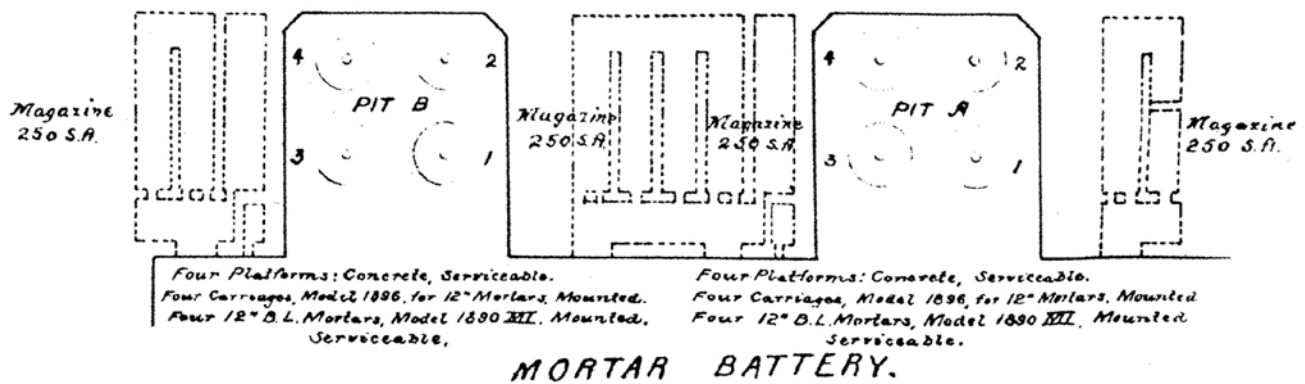 4
2
PIT B
3
1
Magazine
250 S.A.
Magazine
250 S.A.
Magazine
250 S.A.
4
2
PIT A
3
1
Magazine
250 S.A.
Four Platforms: Concrete, Serviceable.
Four Carriages, Model 1896, for 12" Mortars, Mounted.
Four 12" B.L. Mortars, Model 1890 MI, Mounted.
Serviceable.
Four Platforms: Concrete, Serviceable.
Four Carriages, Model 1896, for 12" Mortars, Mounted
Four 12" B.L. Mortars, Model 1890 MI, Mounted
Serviceable.
MORTAR BATTERY.